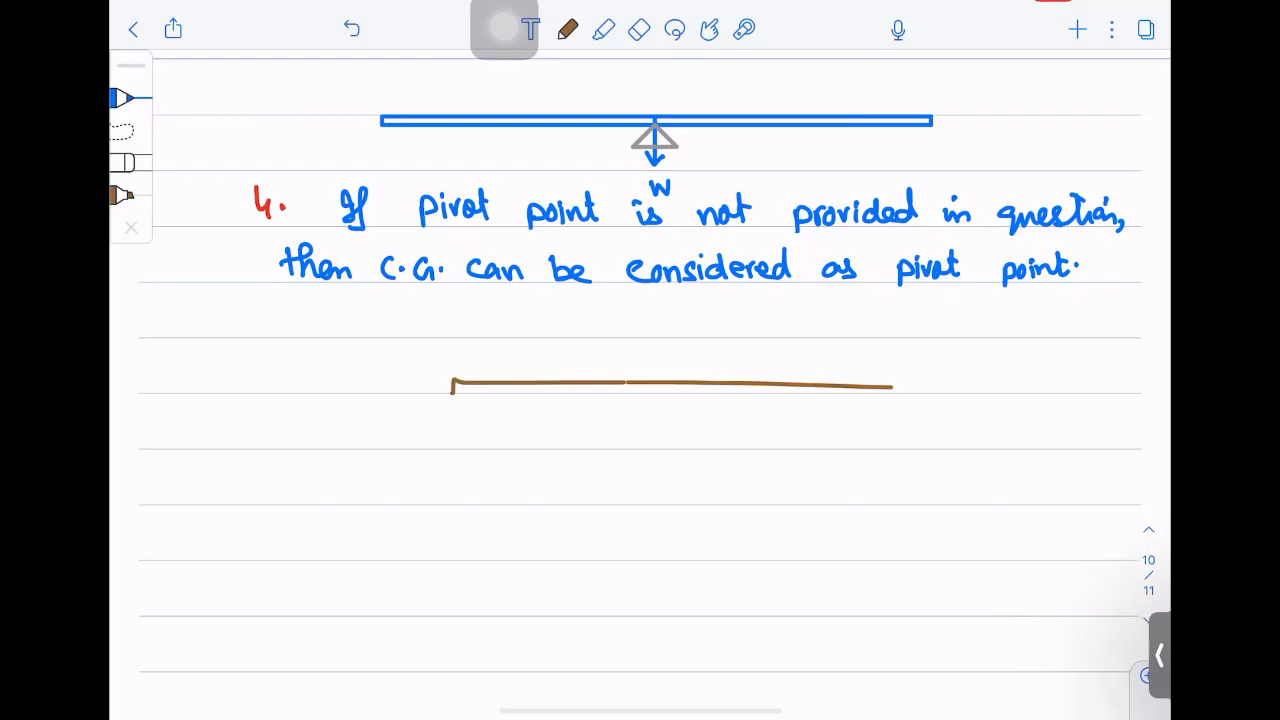 W
4. If pivot point is not provided in question,
then C.G. can be considered as pivot point.
10
/
11